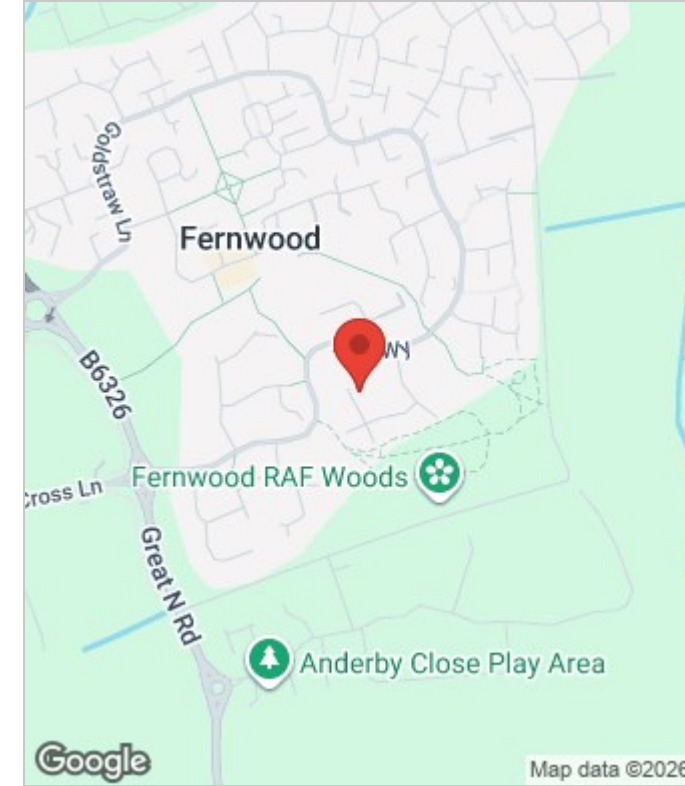 Goldstraw Ln
Fernwood
Wy
B6326
Fernwood RAF Woods
Cross Ln
Great N Rd
Anderby Close Play Area
Google
Map data ©2026